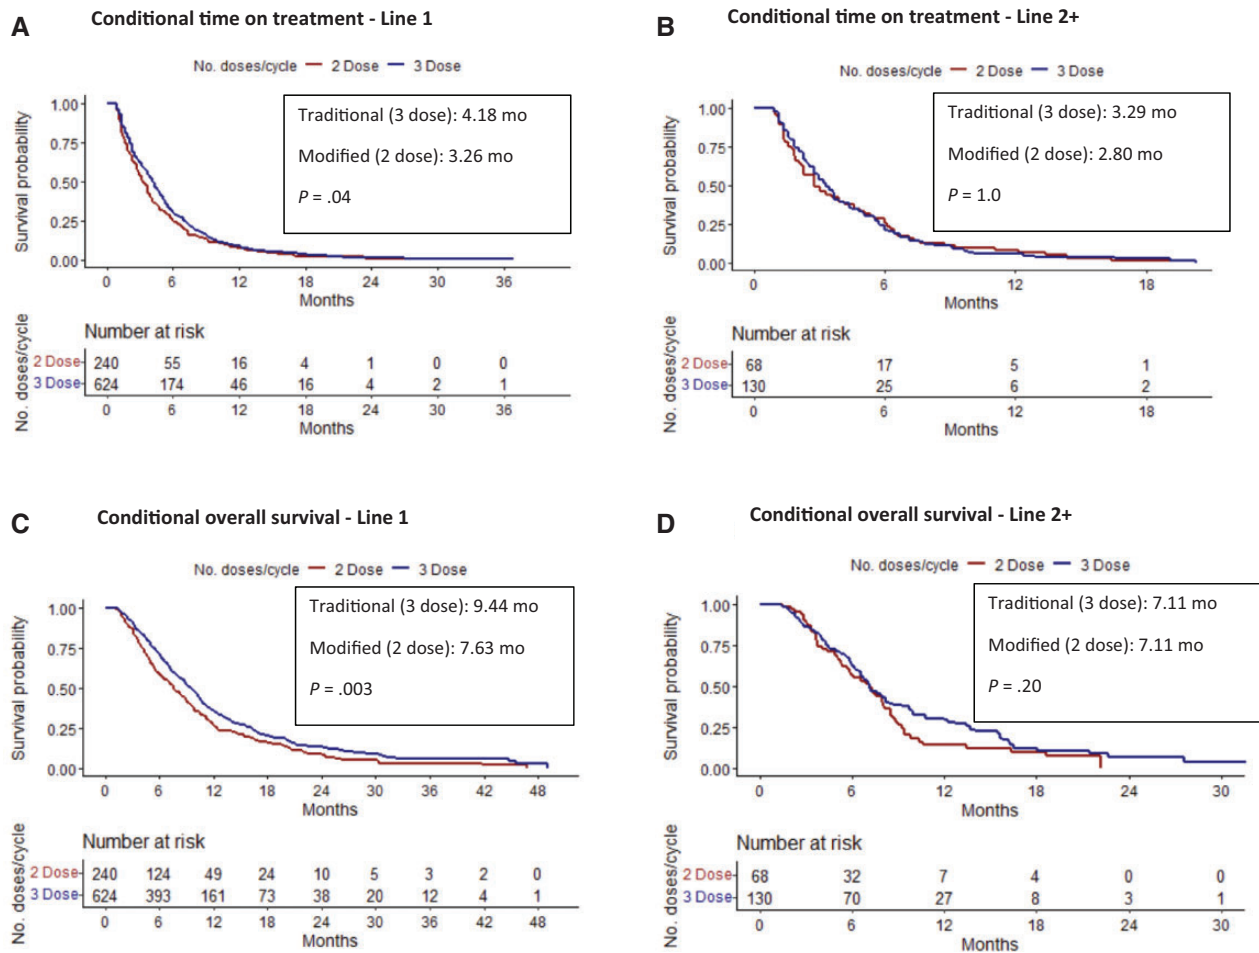 A
Conditional time on treatment - Line 1
No. doses/cycle 2 Dose 3 Dose
Traditional (3 dose): 4.18 mo
Modified (2 dose): 3.26 mo
P = .04
Survival probability
1.00
0.75
0.50
0.25
0.00
0 6 12 18 24 30 36
Months
Number at risk
No. doses/cycle
2 Dose 240 55 16 4 1 0 0
3 Dose 624 174 46 16 4 2 1
0 6 12 18 24 30 36
Months
B
Conditional time on treatment - Line 2+
No. doses/cycle 2 Dose 3 Dose
Traditional (3 dose): 3.29 mo
Modified (2 dose): 2.80 mo
P = 1.0
Survival probability
1.00
0.75
0.50
0.25
0.00
0 6 12 18
Months
Number at risk
No. doses/cycle
2 Dose 68 17 5 1
3 Dose 130 25 6 2
0 6 12 18
Months
C
Conditional overall survival - Line 1
No. doses/cycle 2 Dose 3 Dose
Traditional (3 dose): 9.44 mo
Modified (2 dose): 7.63 mo
P = .003
Survival probability
1.00
0.75
0.50
0.25
0.00
0 6 12 18 24 30 36 42 48
Months
Number at risk
No. doses/cycle
2 Dose 240 124 49 24 10 5 3 2 0
3 Dose 624 393 161 73 38 20 12 4 1
0 6 12 18 24 30 36 42 48
Months
D
Conditional overall survival - Line 2+
No. doses/cycle 2 Dose 3 Dose
Traditional (3 dose): 7.11 mo
Modified (2 dose): 7.11 mo
P = .20
Survival probability
1.00
0.75
0.50
0.25
0.00
0 6 12 18 24 30
Months
Number at risk
No. doses/cycle
2 Dose 68 32 7 4 0 0
3 Dose 130 70 27 8 3 1
0 6 12 18 24 30
Months